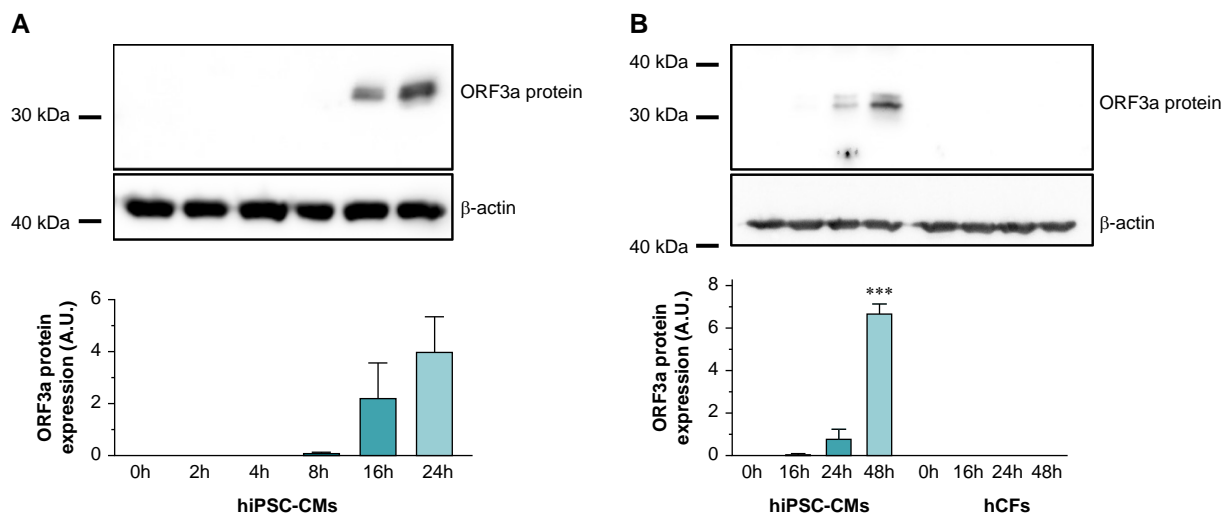 A
30 kDa
ORF3a protein
40 kDa
β-actin
ORF3a protein
expression (A.U.)
6
4
2
0
0h 2h 4h 8h 16h 24h
hiPSC-CMs
B
40 kDa
30 kDa
ORF3a protein
40 kDa
β-actin
ORF3a protein
expression (A.U.)
8
6
4
2
0
***
0h 16h 24h 48h 0h 16h 24h 48h
hiPSC-CMs hCFs